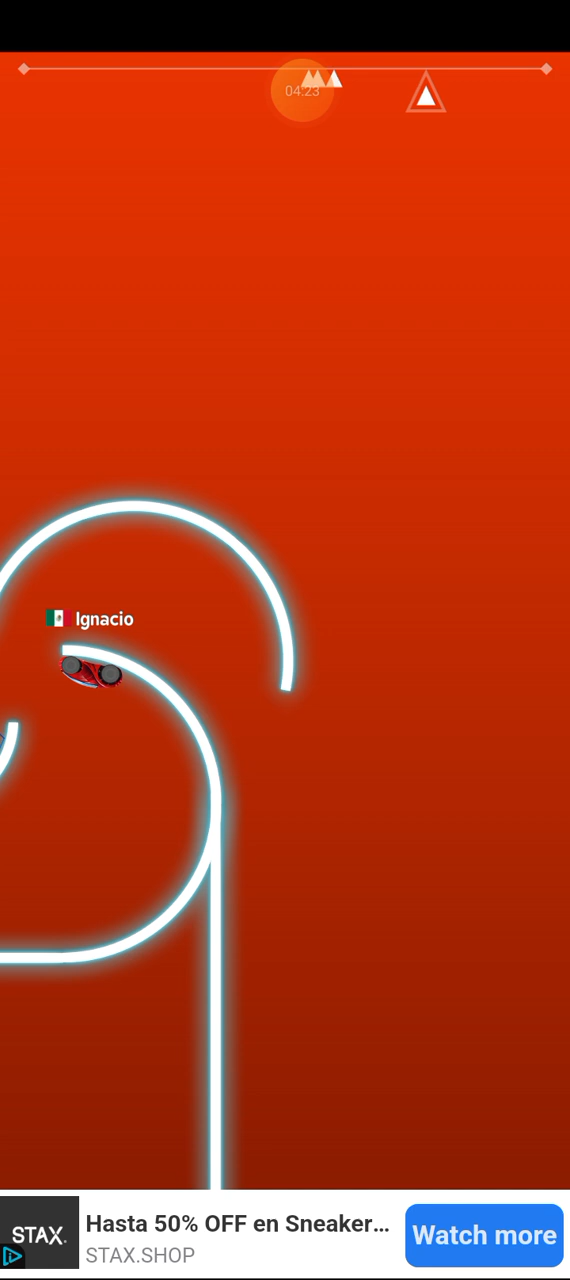 04:23
Ignacio
STAX.
Hasta 50% OFF en Sneaker...
STAX.SHOP
Watch more